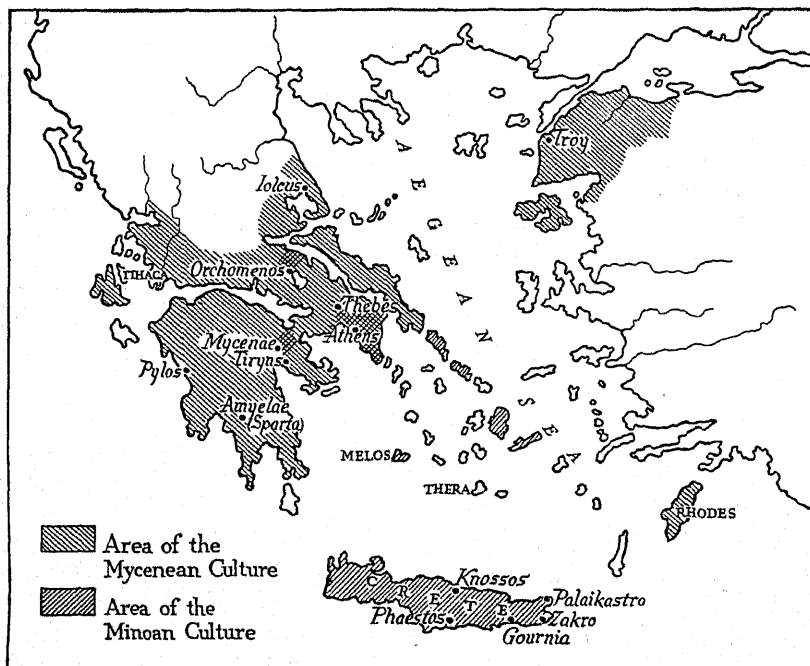 AEGEAN SEA
Troy
Iolcus
ITHACA
Orchomenos
Thebes
Athens
Mycenae
Tiryns
Pylos
Amyclae
(Sparta)
MELOS
THERA
RHODES
Area of the
Mycenean Culture
Area of the
Minoan Culture
CRETE
Knossos
Phaestos
Gournia
Palaikastro
Zakro